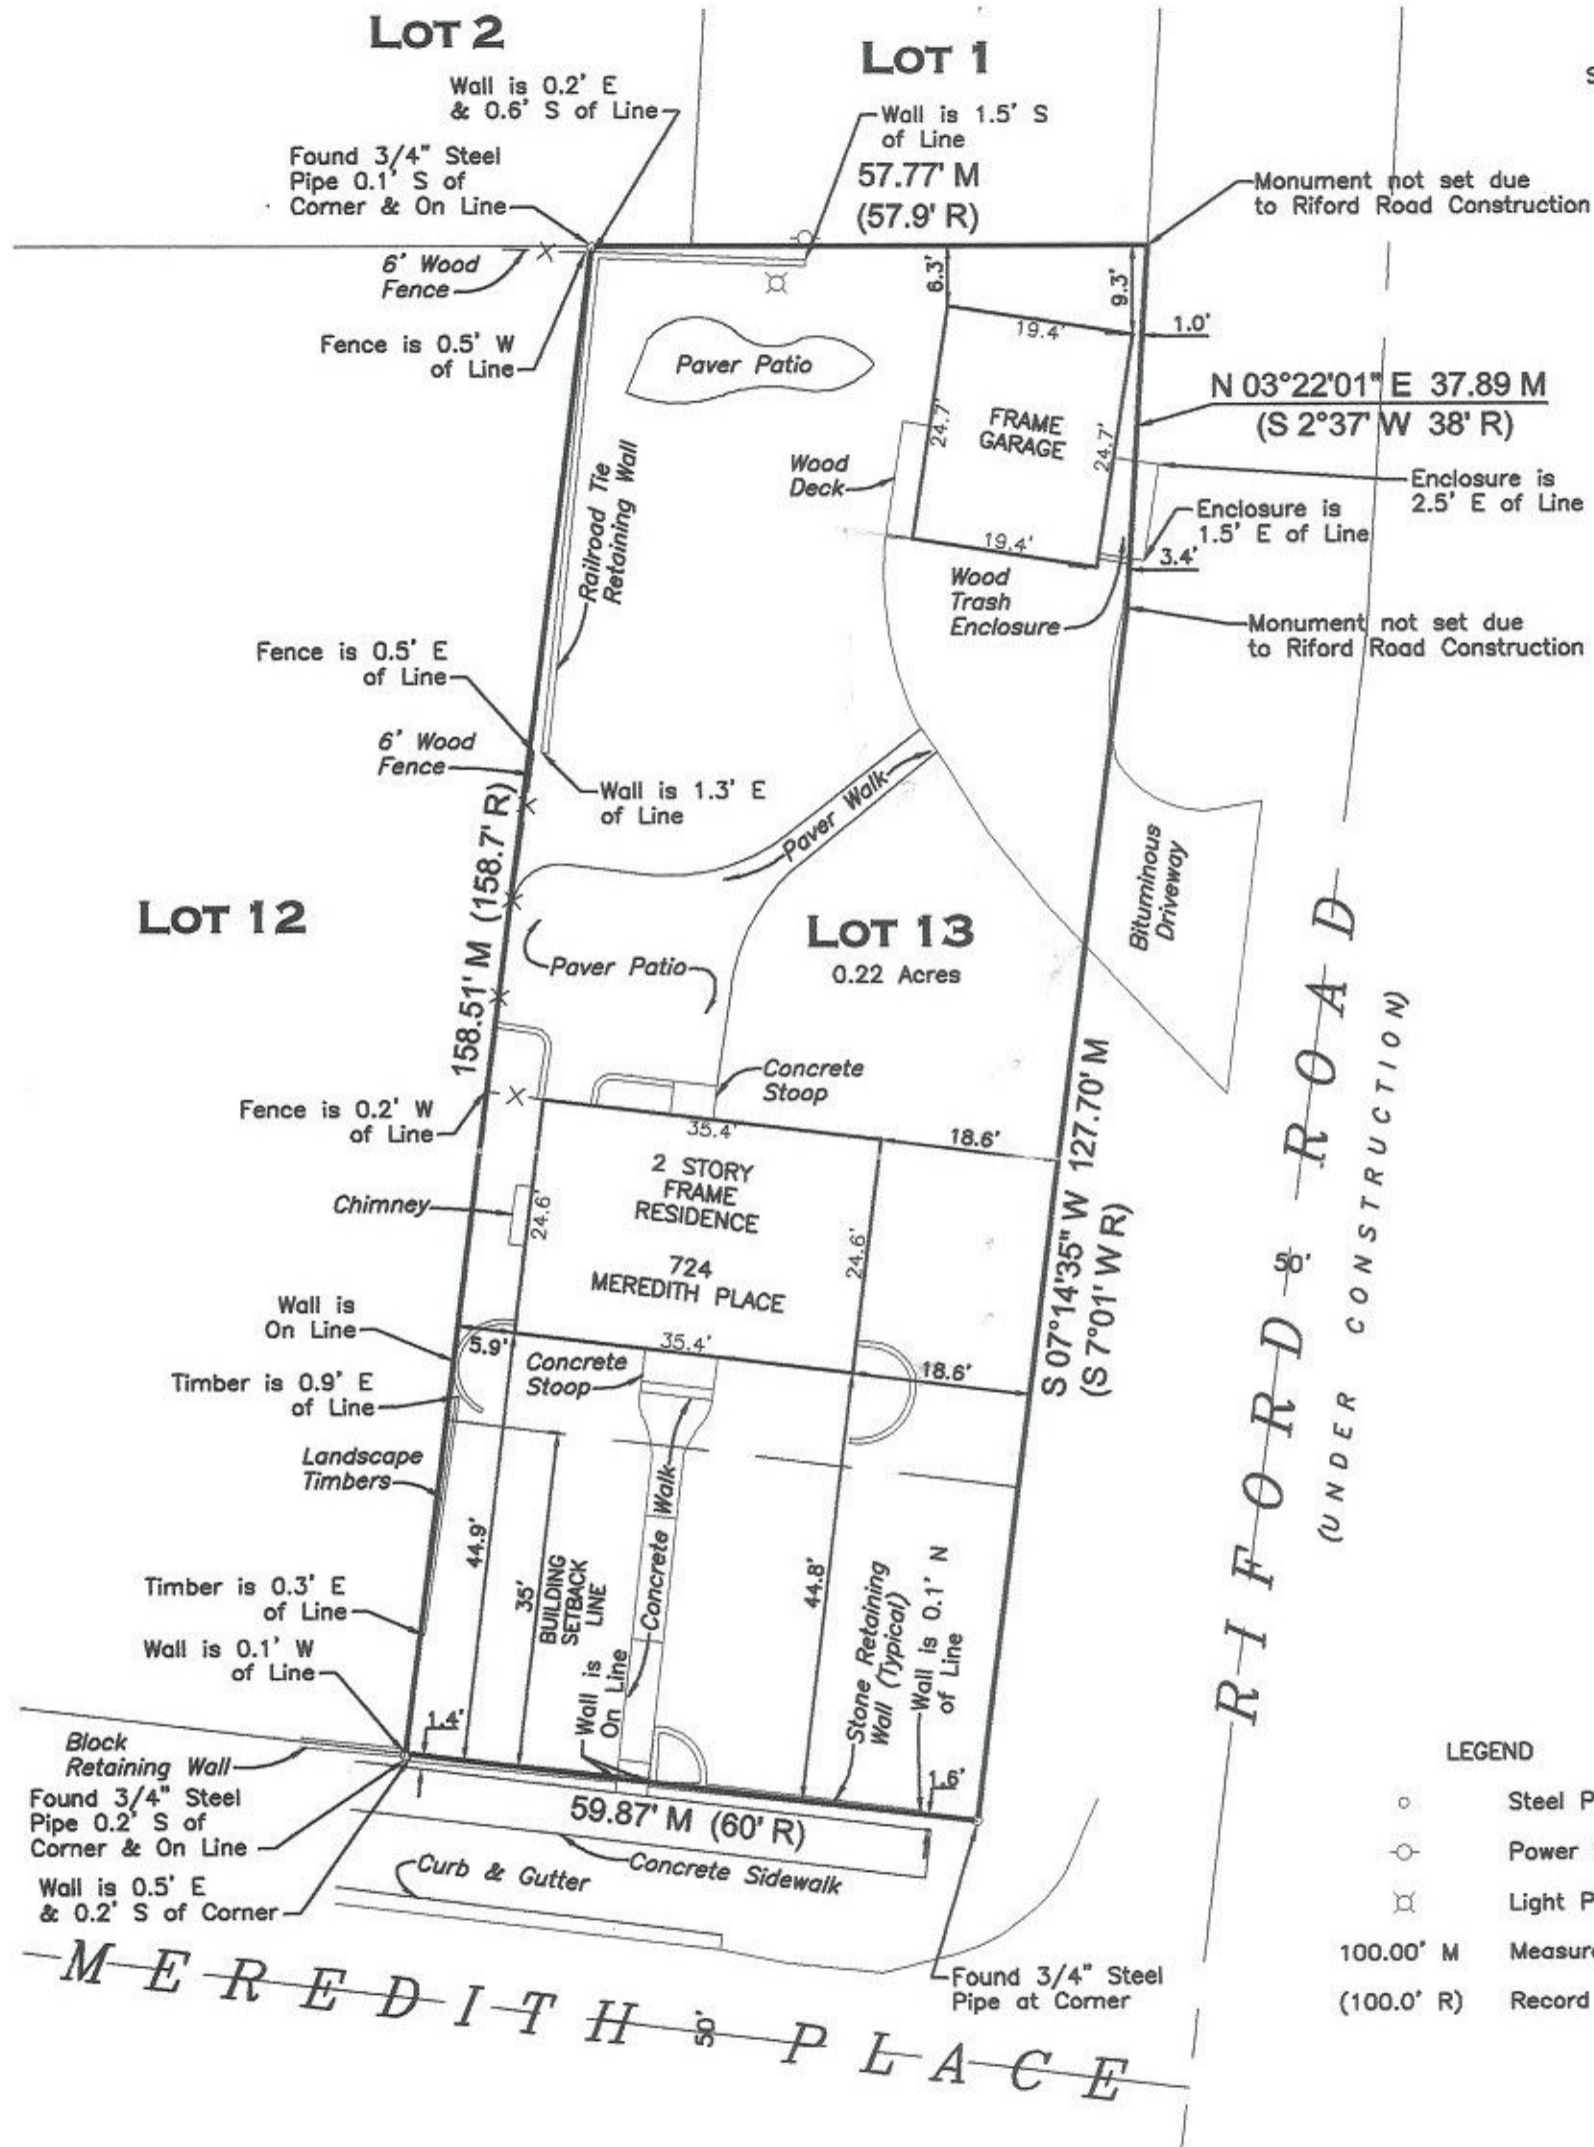 LOT 2
LOT 1
S
Wall is 0.2' E
& 0.6' S of Line
Wall is 1.5' S
of Line
57.77' M
(57.9' R)
Found 3/4" Steel
Pipe 0.1' S of
Corner & On Line
Monument not set due
to Riford Road Construction
6' Wood
Fence
6.3'
9.3'
19.4'
1.0'
Fence is 0.5' W
of Line
Paver Patio
N 03°22'01" E 37.89 M
(S 2°37' W 38' R)
FRAME
GARAGE
24.7'
24.7'
Wood
Deck
Railroad Tie
Retaining Wall
Enclosure is
2.5' E of Line
Enclosure is
1.5' E of Line
19.4'
3.4'
Wood
Trash
Enclosure
Monument not set due
to Riford Road Construction
Fence is 0.5' E
of Line
6' Wood
Fence
Wall is 1.3' E
of Line
Paver Walk
158.51' M (158.7' R)
Bituminous
Driveway
LOT 12
LOT 13
0.22 Acres
Paver Patio
Concrete
Stoop
Fence is 0.2' W
of Line
35.4'
18.6'
2 STORY
FRAME
RESIDENCE
724
MEREDITH PLACE
Chimney
24.6'
24.6'
S 07°14'35" W 127.70' M
(S 7°01' W R)
RIFORD ROAD
50'
(UNDER CONSTRUCTION)
Wall is
On Line
5.9'
35.4'
Concrete
Stoop
18.6'
Timber is 0.9' E
of Line
Landscape
Timbers
44.9'
35'
BUILDING
SETBACK
LINE
Concrete Walk
44.8'
Stone Retaining
Wall (Typical)
Wall is 0.1' N
of Line
Timber is 0.3' E
of Line
Wall is 0.1' W
of Line
Wall is
On Line
1.4'
1.6'
Block
Retaining Wall
Found 3/4" Steel
Pipe 0.2' S of
Corner & On Line
59.87' M (60' R)
Concrete Sidewalk
Curb & Gutter
Wall is 0.5' E
& 0.2' S of Corner
Found 3/4" Steel
Pipe at Corner
MEREDITH PLACE
50'
LEGEND
Steel P
Power
Light P
100.00' M Measur
(100.0' R) Record